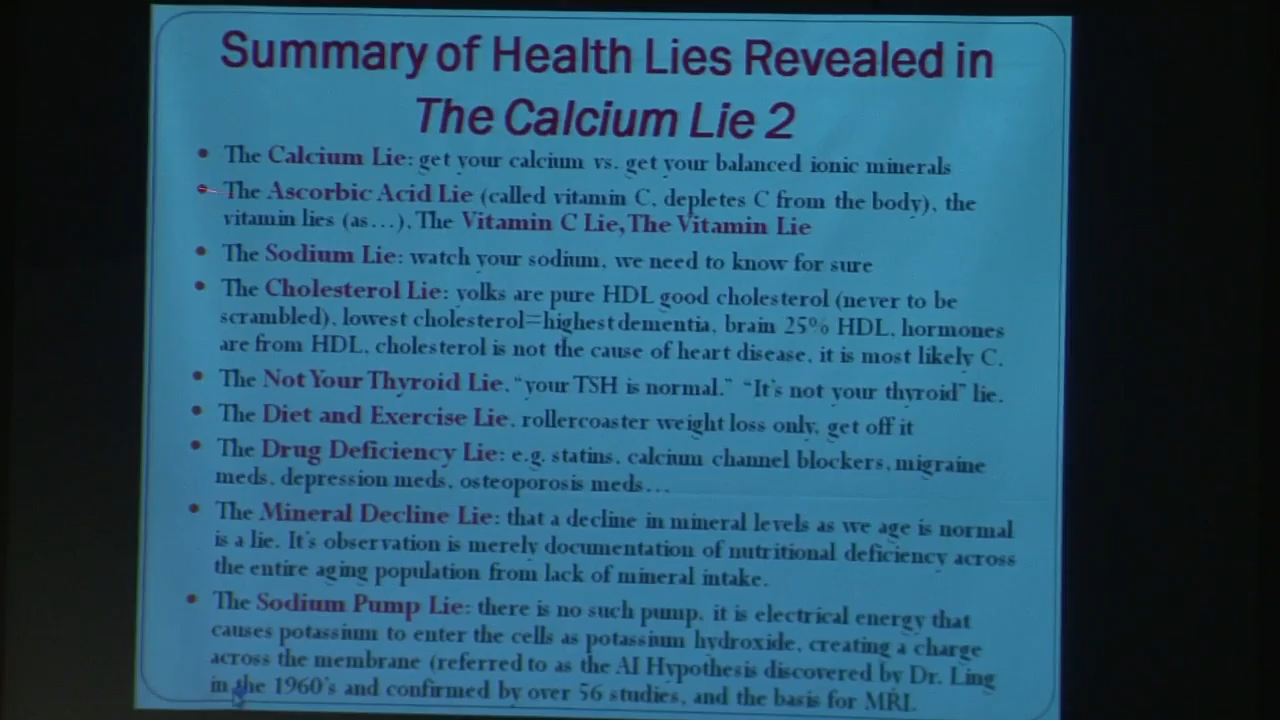 Summary of Health Lies Revealed in
The Calcium Lie 2
• The Calcium Lie: get your calcium vs. get your balanced ionic minerals
• The Ascorbic Acid Lie (called vitamin C, depletes C from the body), the
vitamin lies (as…), The Vitamin C Lie, The Vitamin Lie
• The Sodium Lie: watch your sodium, we need to know for sure
• The Cholesterol Lie: yolks are pure HDL good cholesterol (never to be
scrambled), lowest cholesterol=highest dementia, brain 25% HDL, hormones
are from HDL, cholesterol is not the cause of heart disease, it is most likely C.
• The Not Your Thyroid Lie, "your TSH is normal." "It's not your thyroid" lie.
• The Diet and Exercise Lie, rollercoaster weight loss only, get off it
• The Drug Deficiency Lie: e.g. statins, calcium channel blockers, migraine
meds, depression meds, osteoporosis meds…
• The Mineral Decline Lie: that a decline in mineral levels as we age is normal
is a lie. It's observation is merely documentation of nutritional deficiency across
the entire aging population from lack of mineral intake.
• The Sodium Pump Lie: there is no such pump, it is electrical energy that
causes potassium to enter the cells as potassium hydroxide, creating a charge
across the membrane (referred to as the AI Hypothesis discovered by Dr. Ling
in the 1960's and confirmed by over 56 studies, and the basis for MRI.